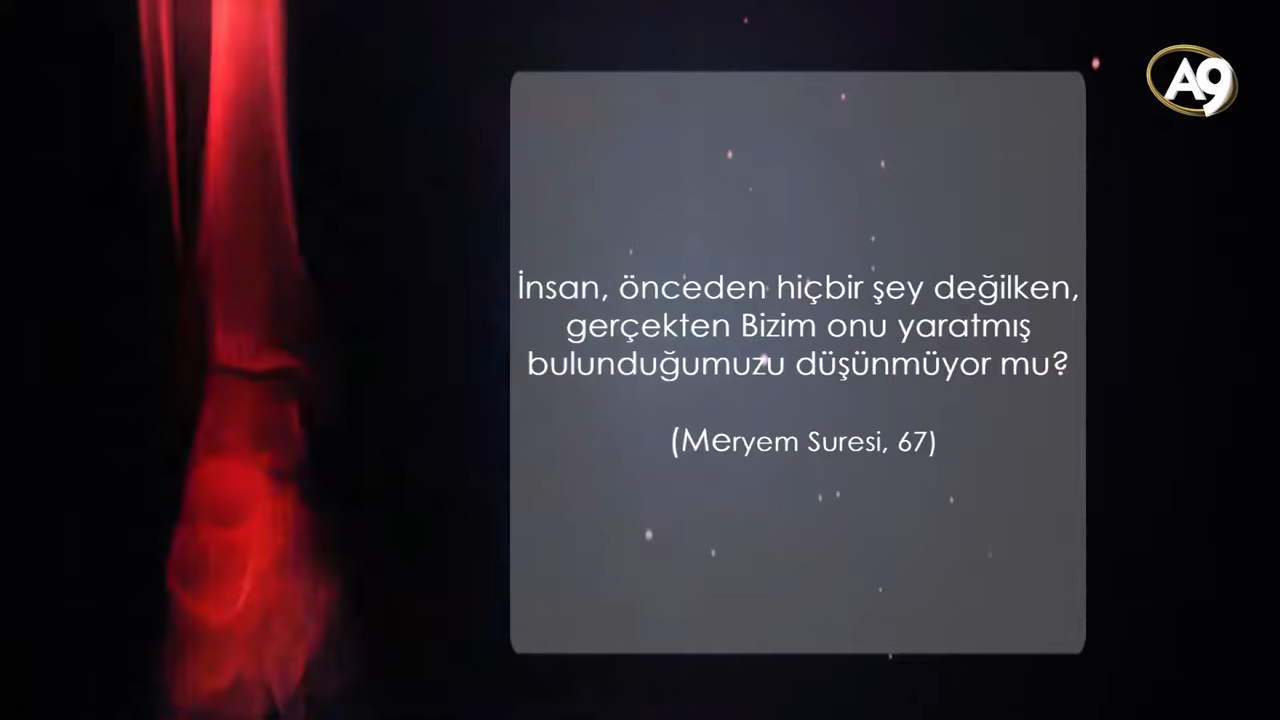 A9
İnsan, önceden hiçbir şey değilken,
gerçekten Bizim onu yaratmış
bulunduğumuzu düşünmüyor mu?
(Meryem Suresi, 67)